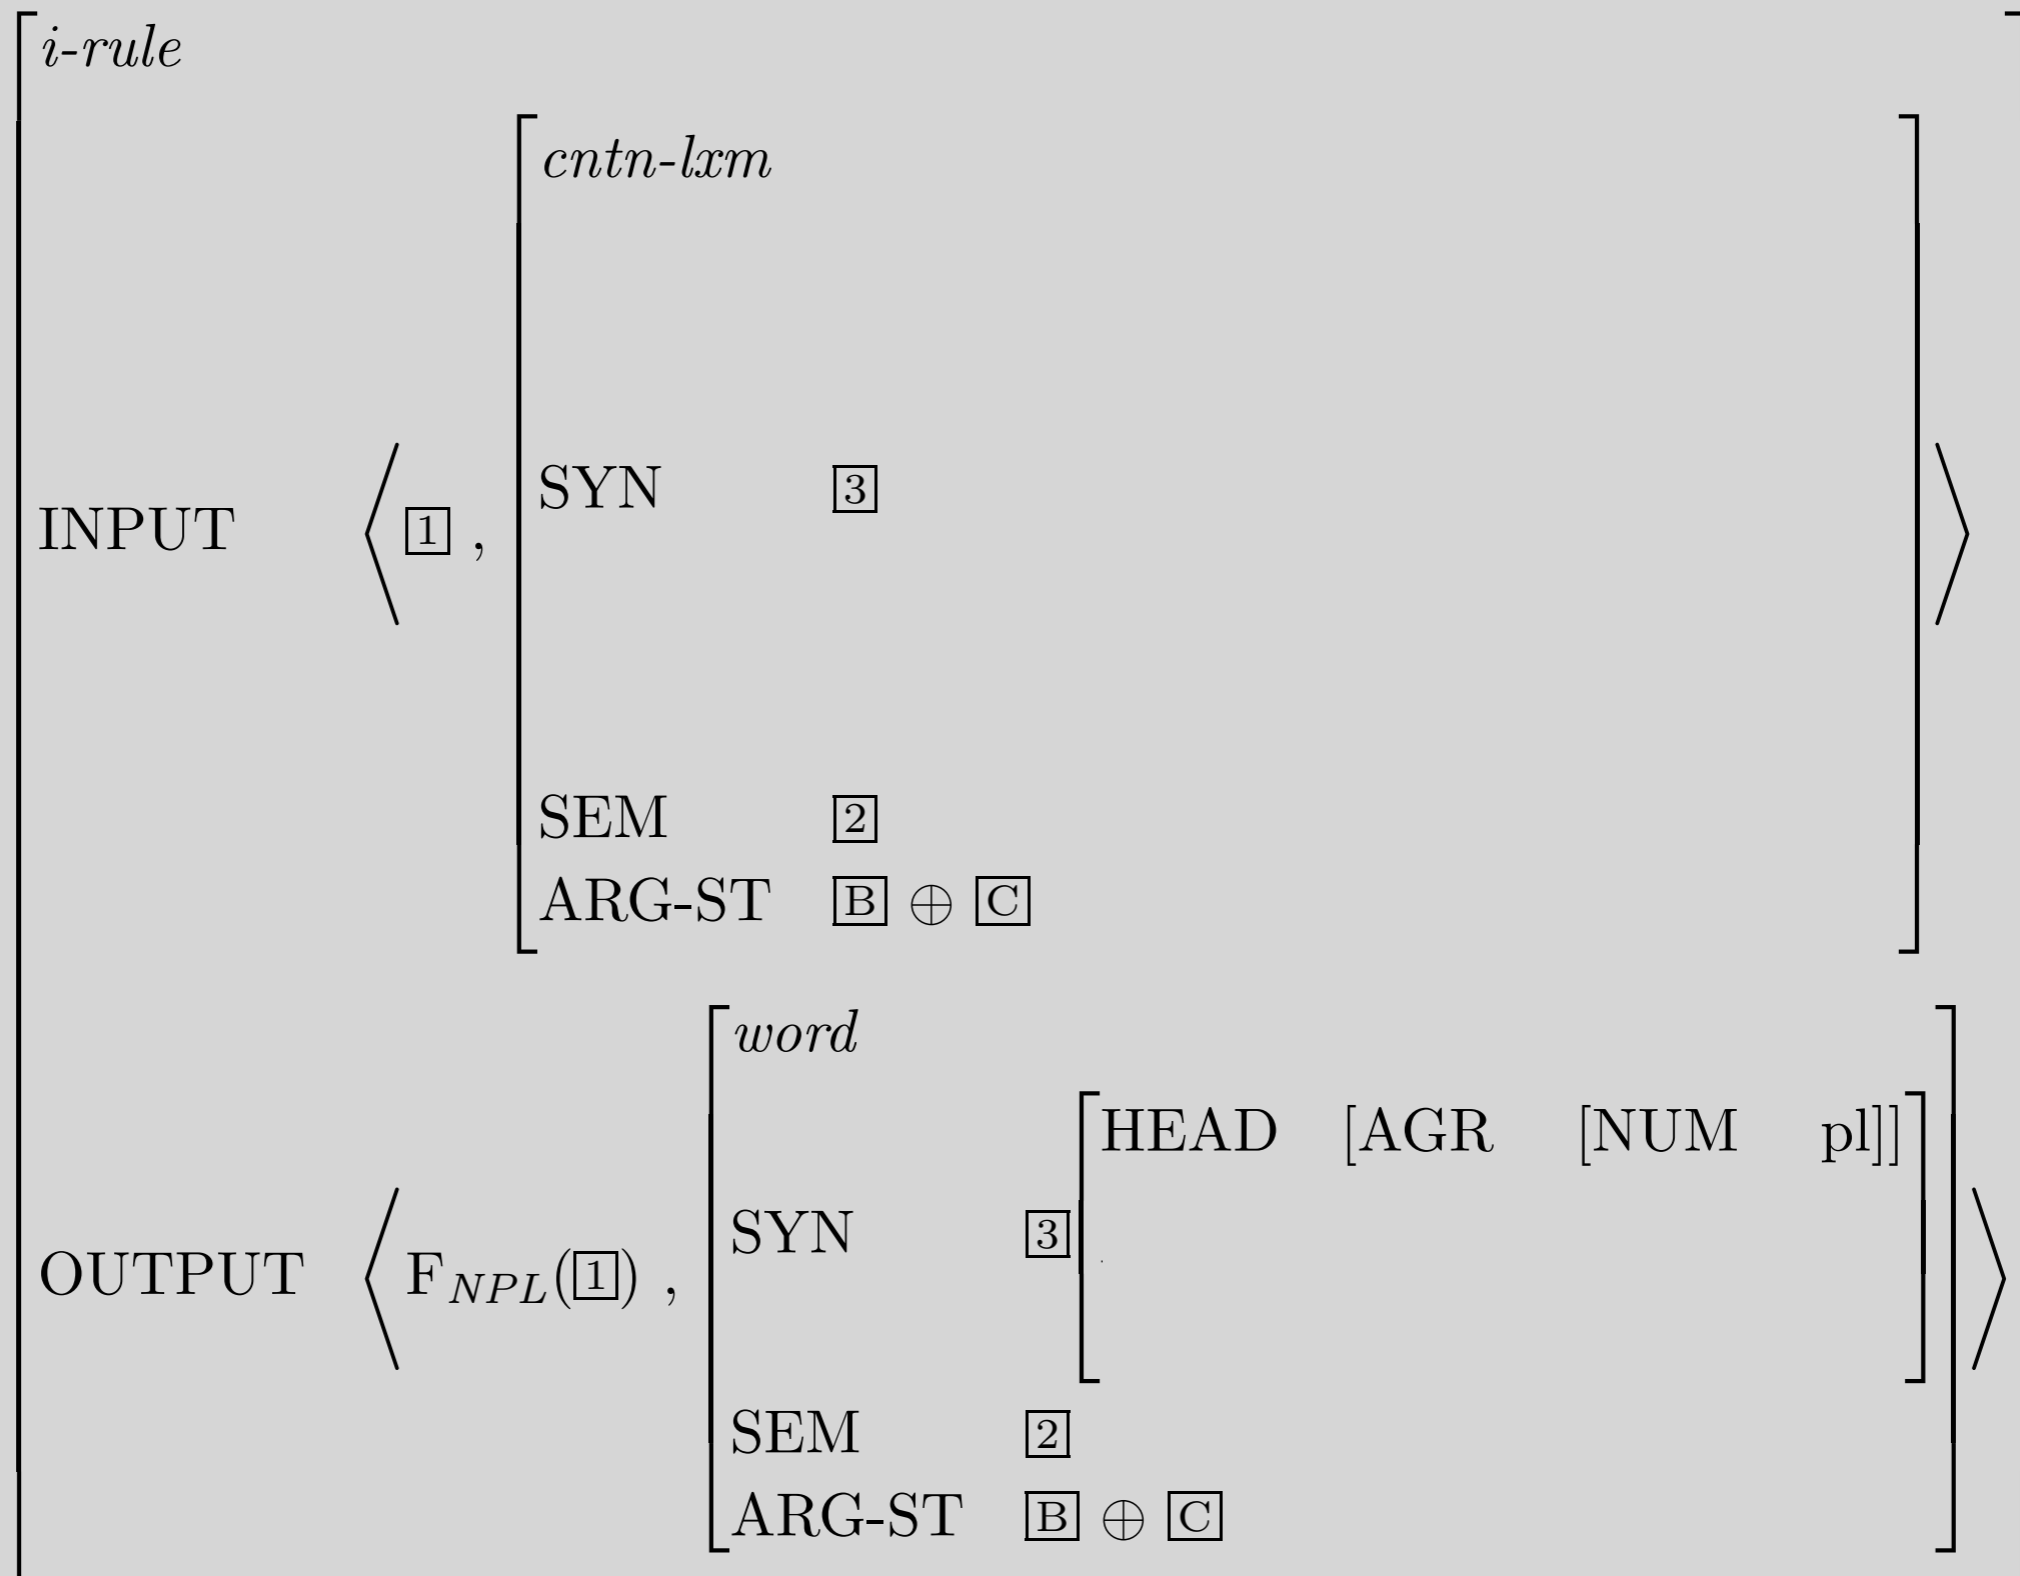 i-rule
cntn-lxm
SYN 3
INPUT ⟨ 1 , ⟩
SEM 2
ARG-ST B ⊕ C
word
HEAD [AGR [NUM pl]]
SYN 3
OUTPUT ⟨ F_NPL(1) , ⟩
SEM 2
ARG-ST B ⊕ C